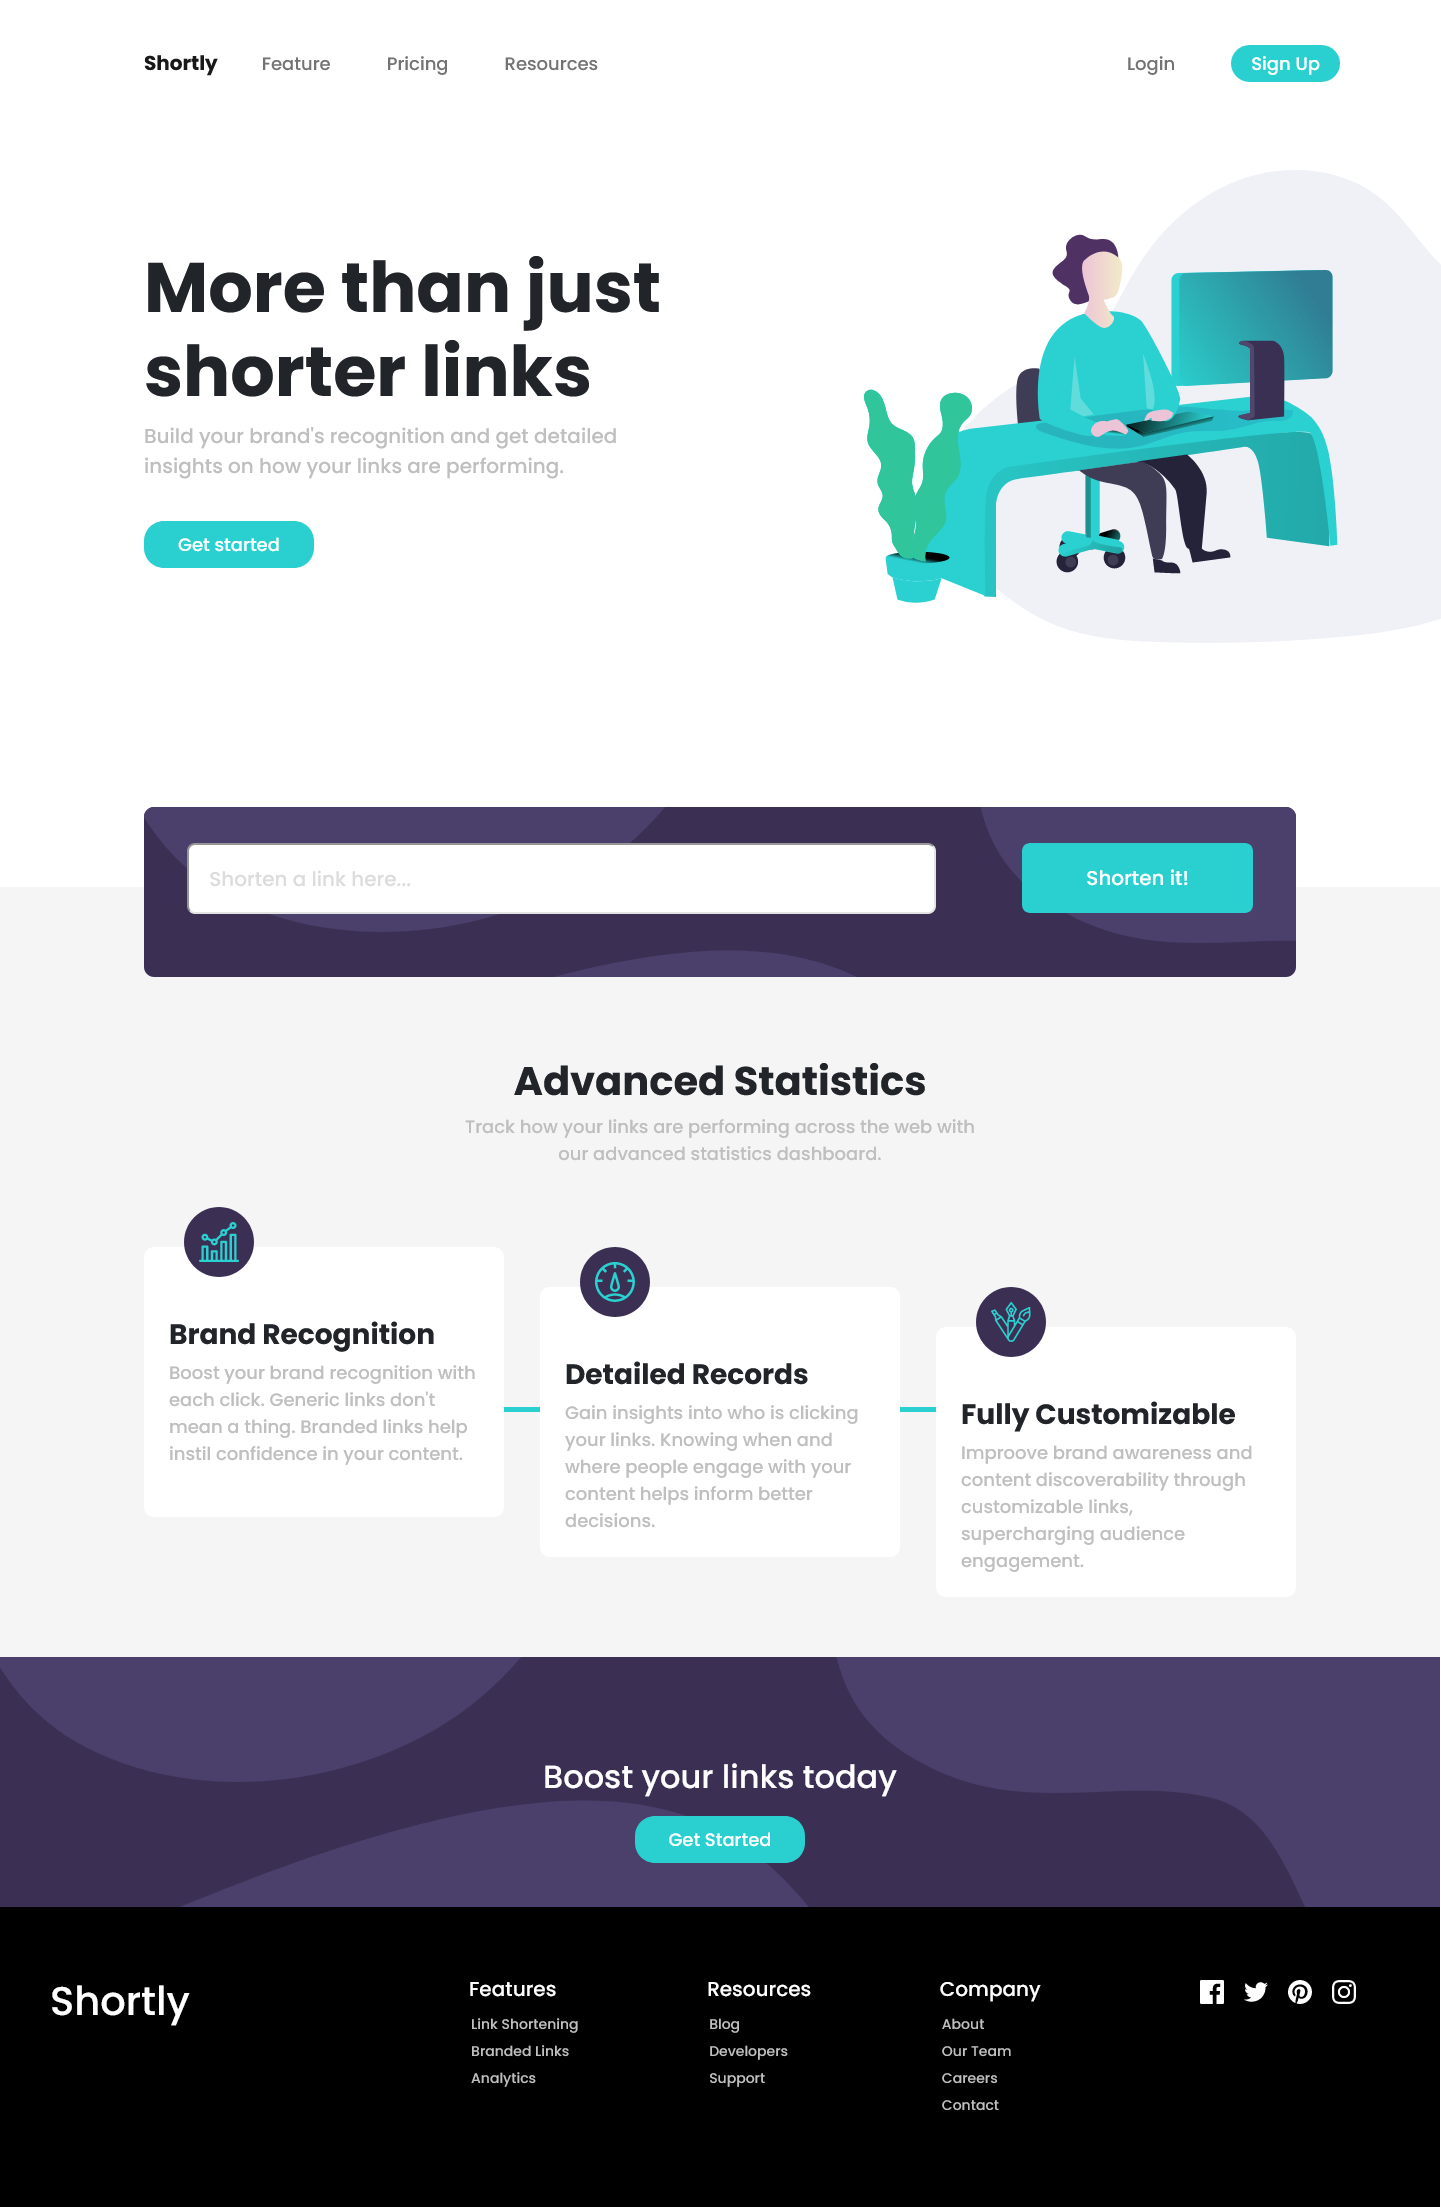 Shortly
Feature
Pricing
Resources
Login
Sign Up
More than just
shorter links
Build your brand's recognition and get detailed
insights on how your links are performing.
Get started
Shorten a link here...
Shorten it!
Advanced Statistics
Track how your links are performing across the web with
our advanced statistics dashboard.
Brand Recognition
Boost your brand recognition with
each click. Generic links don't
mean a thing. Branded links help
instil confidence in your content.
Detailed Records
Gain insights into who is clicking
your links. Knowing when and
where people engage with your
content helps inform better
decisions.
Fully Customizable
Improove brand awareness and
content discoverability through
customizable links,
supercharging audience
engagement.
Boost your links today
Get Started
Shortly
Features
Link Shortening
Branded Links
Analytics
Resources
Blog
Developers
Support
Company
About
Our Team
Careers
Contact